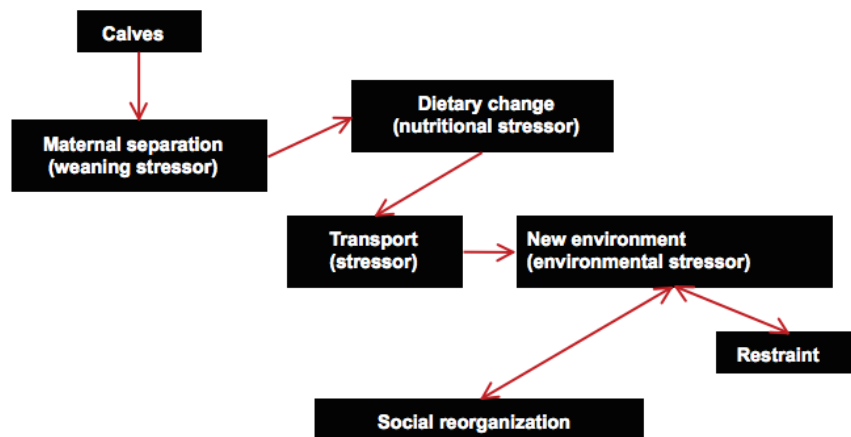 Calves
Maternal separation
(weaning stressor)
Dietary change
(nutritional stressor)
Transport
(stressor)
New environment
(environmental stressor)
Restraint
Social reorganization